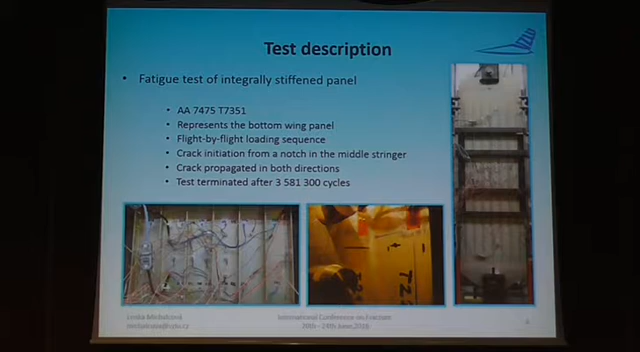 Test description
• Fatigue test of integrally stiffened panel
• AA 7475 T7351
• Represents the bottom wing panel
• Flight-by-flight loading sequence
• Crack initiation from a notch in the middle stringer
• Crack propagated in both directions
• Test terminated after 3 581 300 cycles
International Conference on Fracture